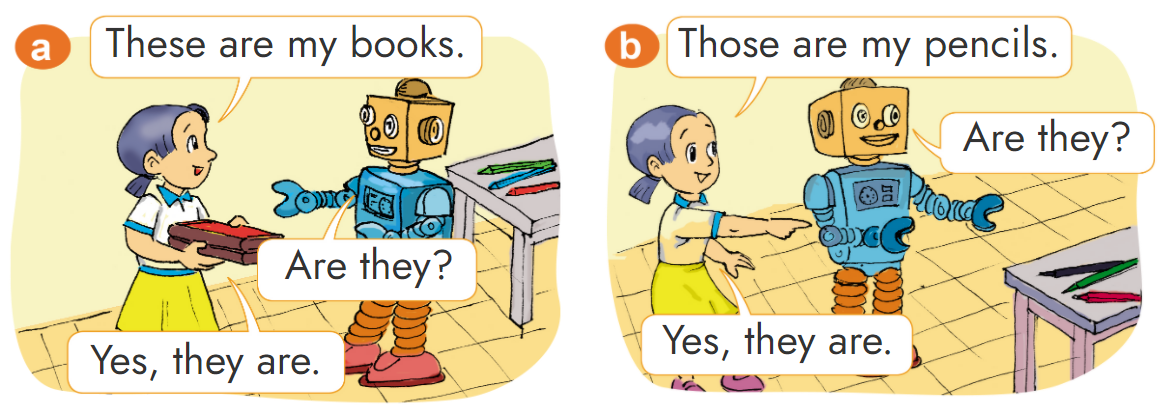 a
These are my books.
Are they?
Yes, they are.
b
Those are my pencils.
Are they?
Yes, they are.